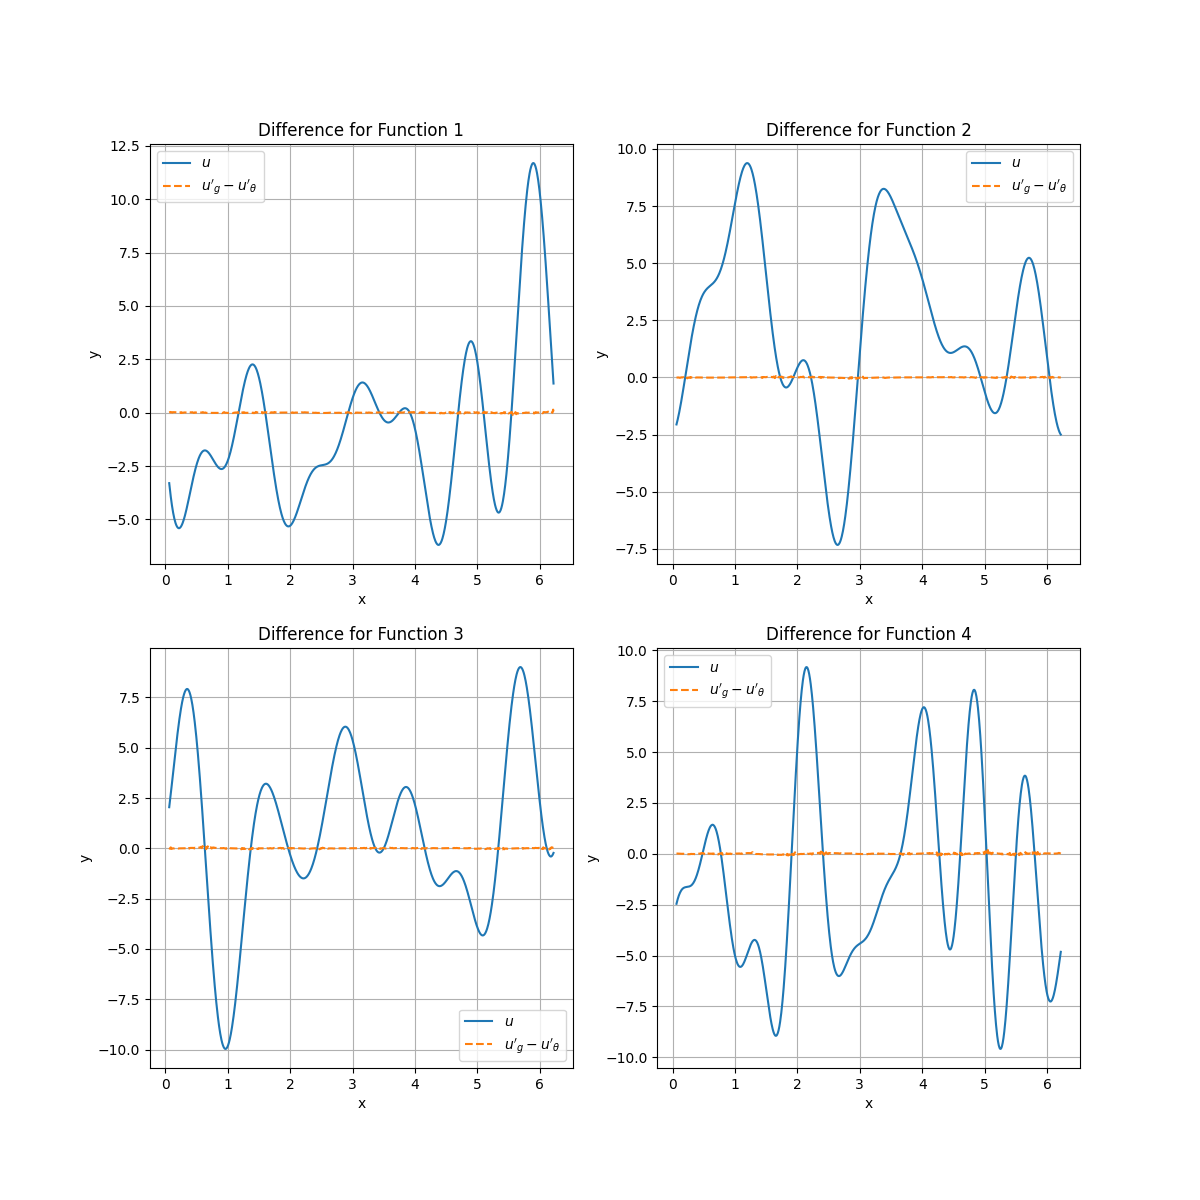 Difference for Function 1
12.5
10.0
7.5
5.0
2.5
0.0
−2.5
−5.0
y
u
u'g − u'θ
0 1 2 3 4 5 6
x
Difference for Function 2
10.0
7.5
5.0
2.5
0.0
−2.5
−5.0
−7.5
y
u
u'g − u'θ
0 1 2 3 4 5 6
x
Difference for Function 3
7.5
5.0
2.5
0.0
−2.5
−5.0
−7.5
−10.0
y
u
u'g − u'θ
0 1 2 3 4 5 6
x
Difference for Function 4
10.0
7.5
5.0
2.5
0.0
−2.5
−5.0
−7.5
−10.0
y
u
u'g − u'θ
0 1 2 3 4 5 6
x